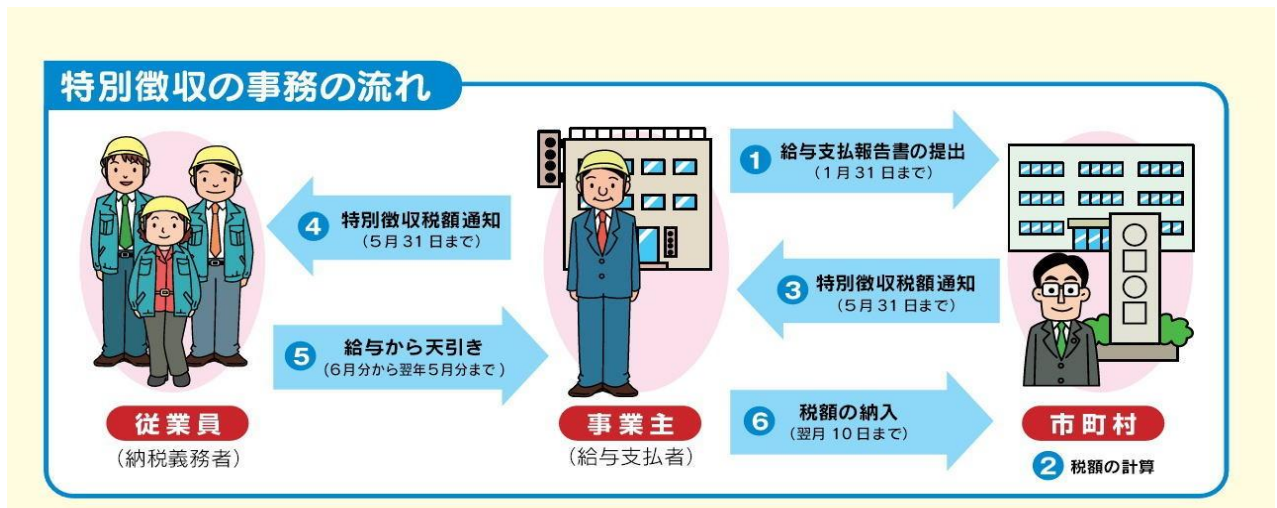 特別徴収の事務の流れ
1 給与支払報告書の提出
(1月31日まで)
4 特別徴収税額通知
(5月31日まで)
3 特別徴収税額通知
(5月31日まで)
5 給与から天引き
(6月分から翌年5月分まで)
6 税額の納入
(翌月10日まで)
従業員
(納税義務者)
事業主
(給与支払者)
市町村
2 税額の計算